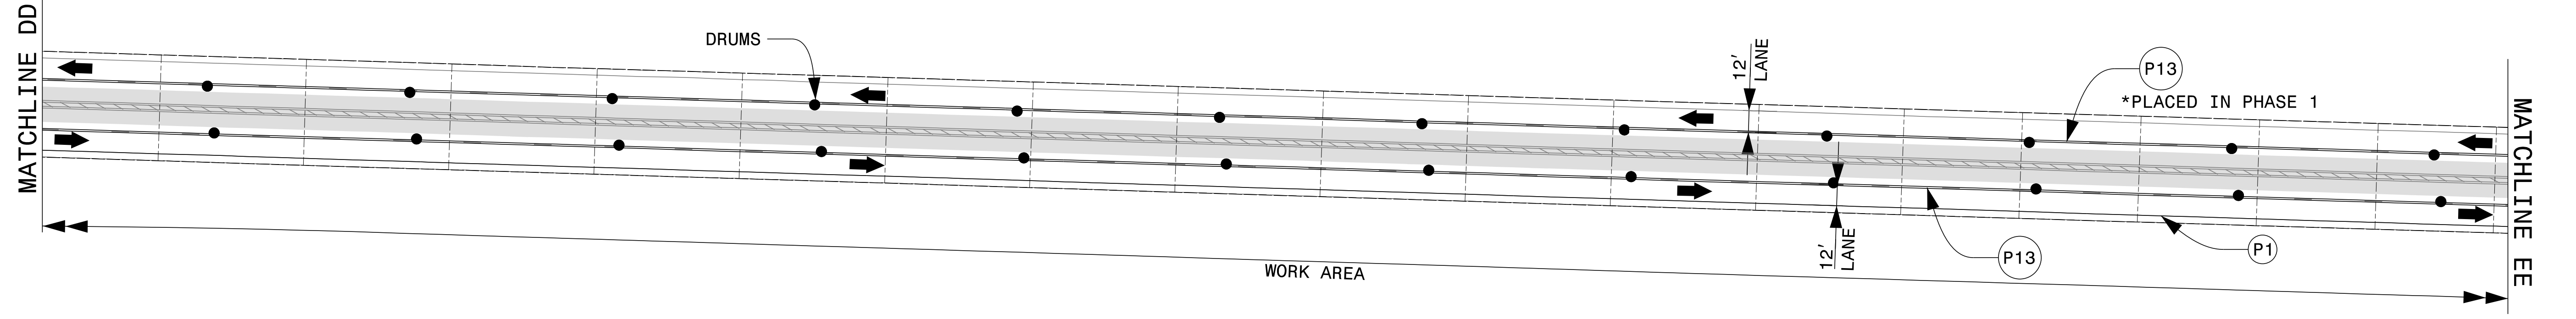 MATCHLINE DD
DRUMS
12'
LANE
P13
*PLACED IN PHASE 1
MATCHLINE EE
12'
LANE
P13
P1
WORK AREA